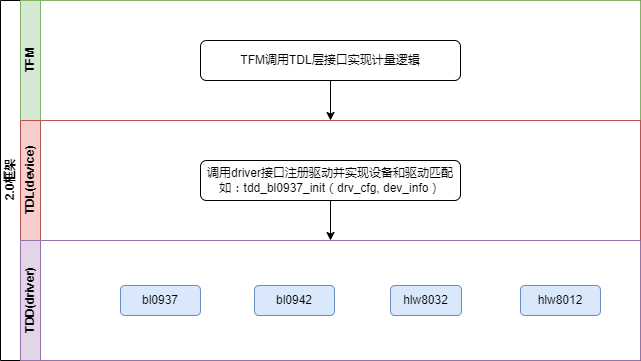 2.0框架
TFM
TFM调用TDL层接口实现计量逻辑
TDL(device)
调用driver接口注册驱动并实现设备和驱动匹配
如：tdd_bl0937_init（drv_cfg, dev_info）
TDD(driver)
bl0937
bl0942
hlw8032
hlw8012